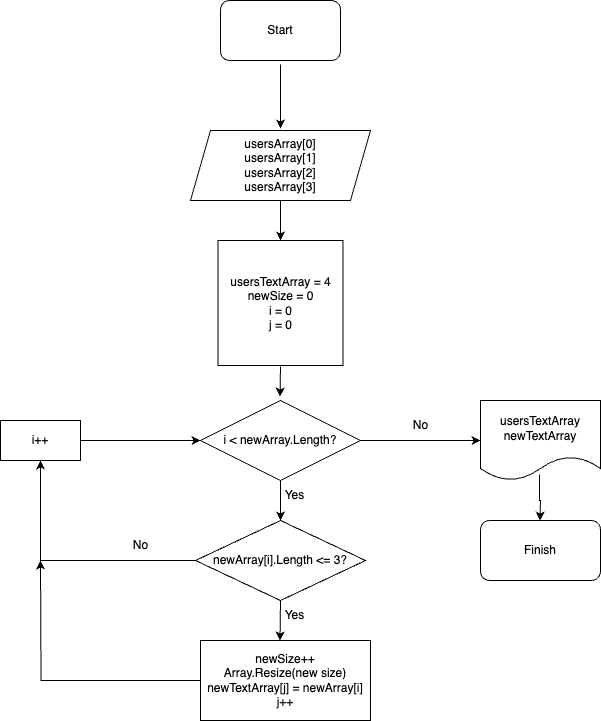 Start
usersArray[0]
usersArray[1]
usersArray[2]
usersArray[3]
usersTextArray = 4
newSize = 0
i = 0
j = 0
i++
i < newArray.Length?
No
usersTextArray
newTextArray
Yes
No
newArray[i].Length <= 3?
Finish
Yes
newSize++
Array.Resize(new size)
newTextArray[j] = newArray[i]
j++